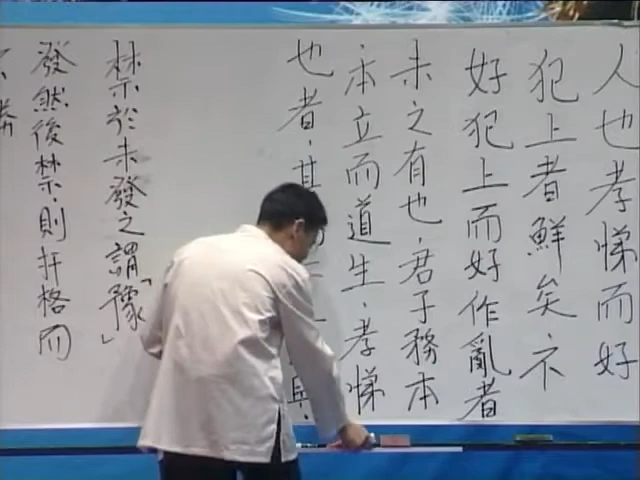 人也孝悌而好
犯上者鮮矣、不
好犯上而好作亂者
未之有也、君子務本
本立而道生、孝悌
也者、其
禁於未發之謂「豫」
發然後禁、則扞格而
勝